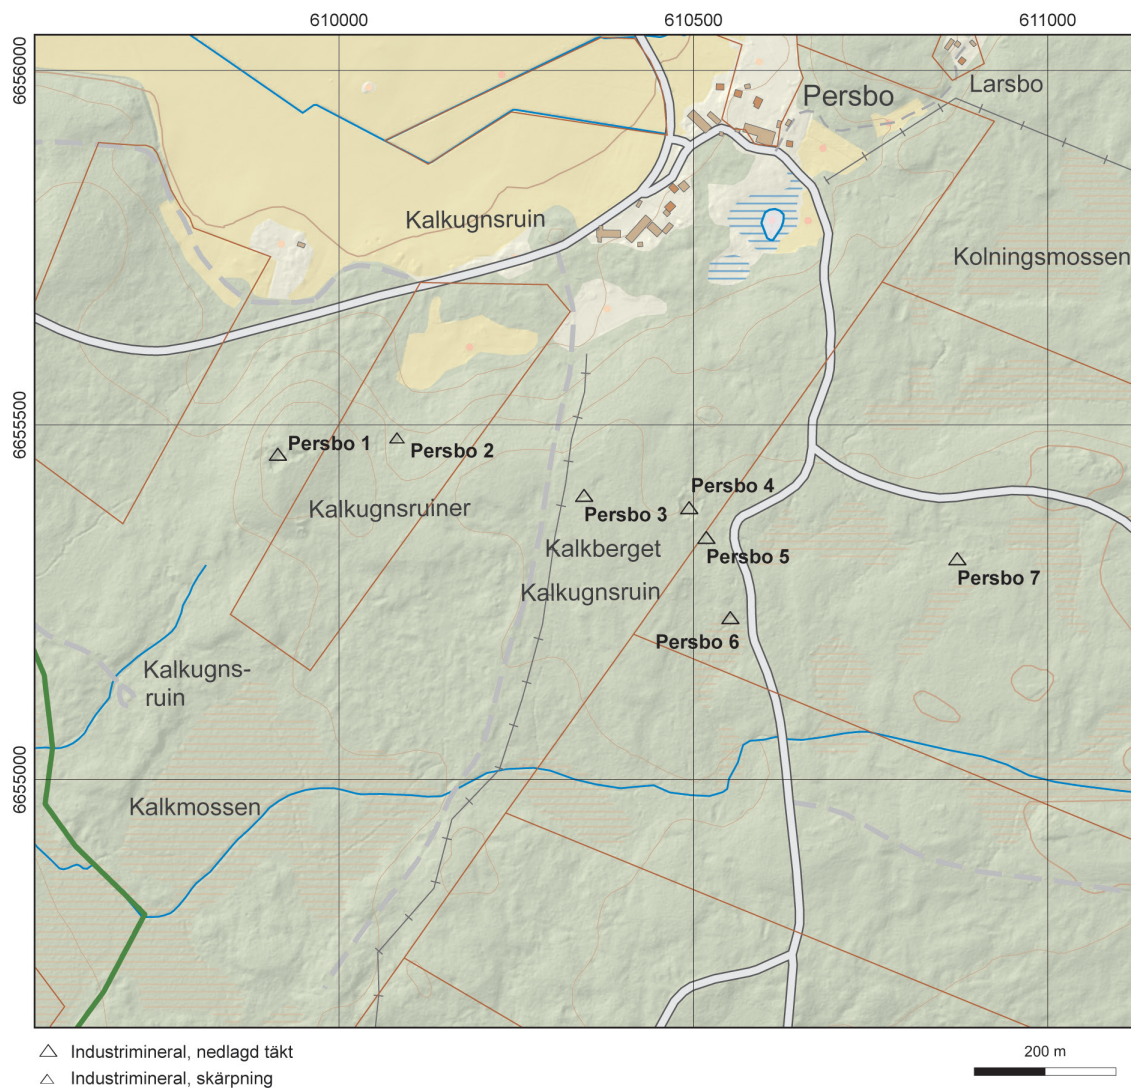 610000
610500
611000
6656000
Larsbo
Persbo
Kalkugnsruin
Kolningsmossen
6655500
Persbo 1
Persbo 2
Persbo 4
Kalkugnsruiner
Persbo 3
Kalkberget
Persbo 5
Persbo 7
Kalkugnsruin
Persbo 6
Kalkugns-
ruin
6655000
Kalkmossen
Industrimineral, nedlagd täkt
200 m
Industrimineral, skärpning